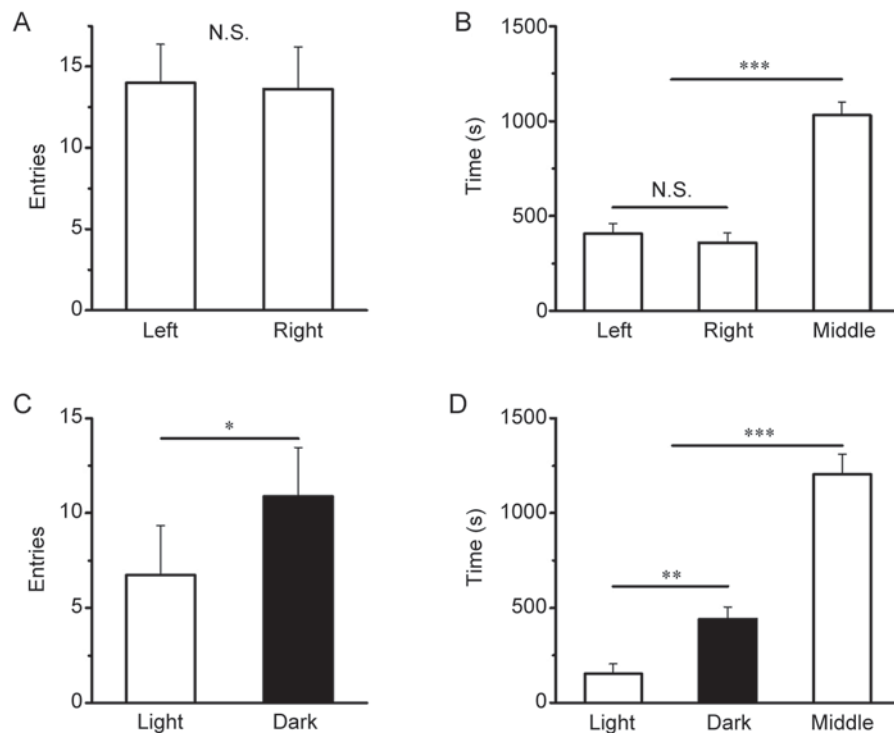 A
N.S.
Entries
15
10
5
0
Left Right
B
Time (s)
1500
1000
500
0
***
N.S.
Left Right Middle
C
Entries
15
10
5
0
*
Light Dark
D
Time (s)
1500
1000
500
0
***
**
Light Dark Middle